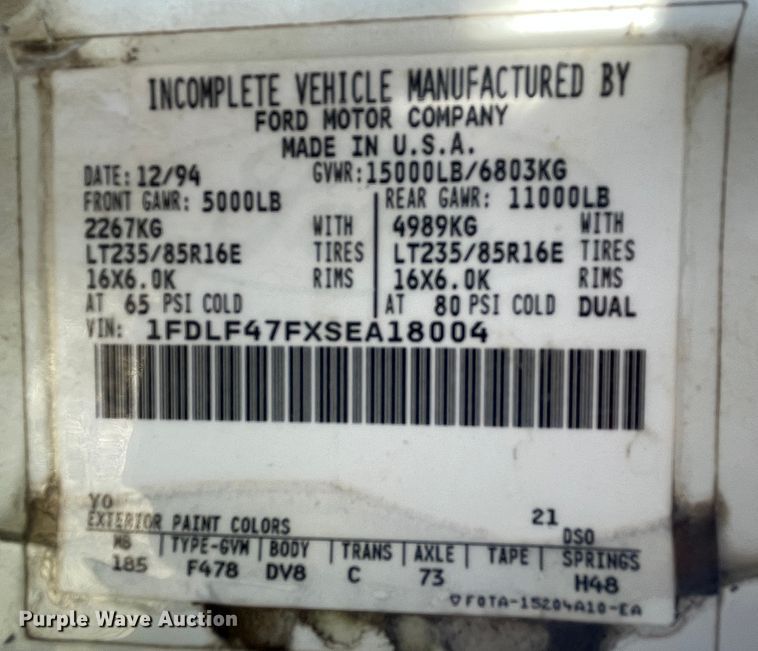 INCOMPLETE VEHICLE MANUFACTURED BY
FORD MOTOR COMPANY
MADE IN U.S.A.
DATE: 12/94 GVWR: 15000LB/6803KG
FRONT GAWR: 5000LB REAR GAWR: 11000LB
2267KG WITH 4989KG WITH
LT235/85R16E TIRES LT235/85R16E TIRES
16X6.0K RIMS 16X6.0K RIMS
AT 65 PSI COLD AT 80 PSI COLD DUAL
VIN: 1FDLF47FXSEA18004
YO 21
EXTERIOR PAINT COLORS DSO
WB TYPE-GVW BODY TRANS AXLE TAPE SPRINGS
185 F478 DV8 C 73 H48
F0TA-15204A10-EA
Purple Wave Auction